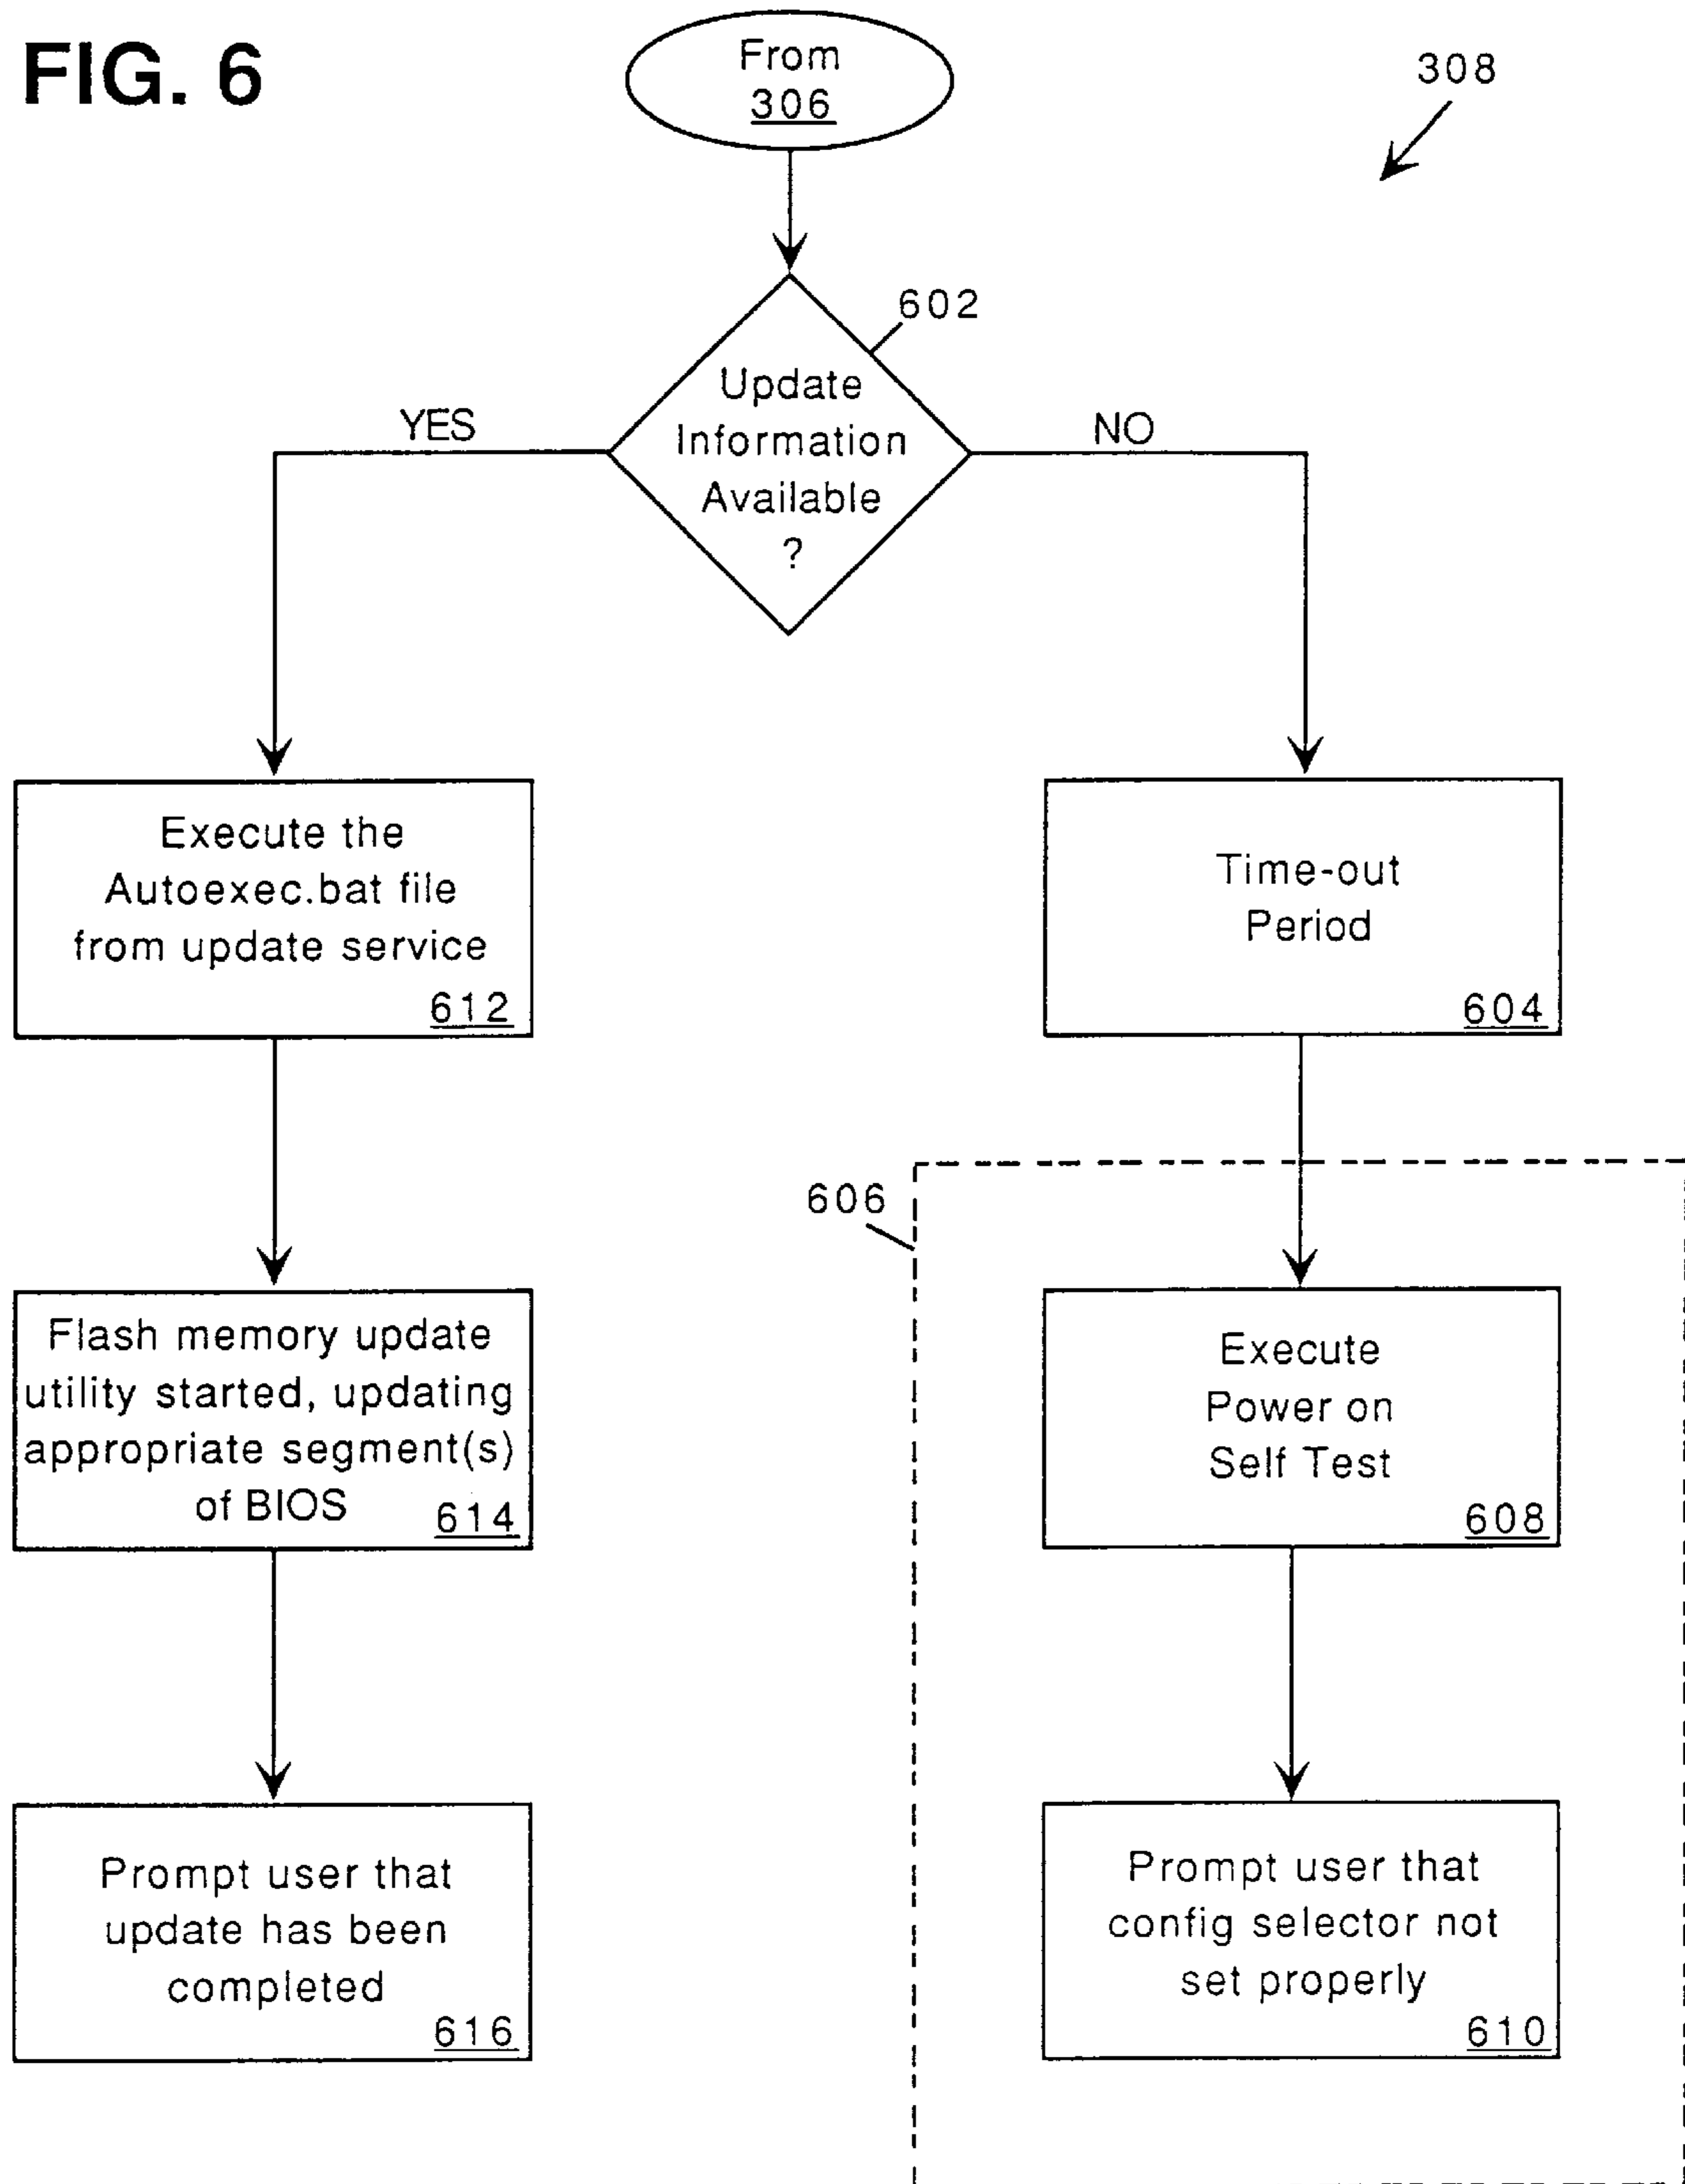 FIG. 6
From
306
308
602
Update
Information
Available
?
YES
NO
Execute the
Autoexec.bat file
from update service
612
Time-out
Period
604
606
Flash memory update
utility started, updating
appropriate segment(s)
of BIOS
614
Execute
Power on
Self Test
608
Prompt user that
update has been
completed
616
Prompt user that
config selector not
set properly
610